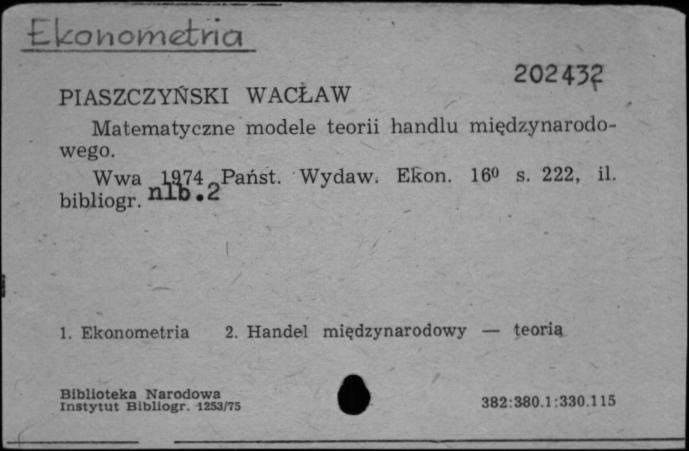 Ekonometria
202432
PIASZCZYŃSKI WACŁAW
Matematyczne modele teorii handlu międzynarodo-
wego.
Wwa 1974 Państ. Wydaw. Ekon. 16⁰ s. 222, il.
bibliogr. nlb.2
1. Ekonometria 2. Handel międzynarodowy — teoria
Biblioteka Narodowa
Instytut Bibliogr. 1253/75
382:380.1:330.115